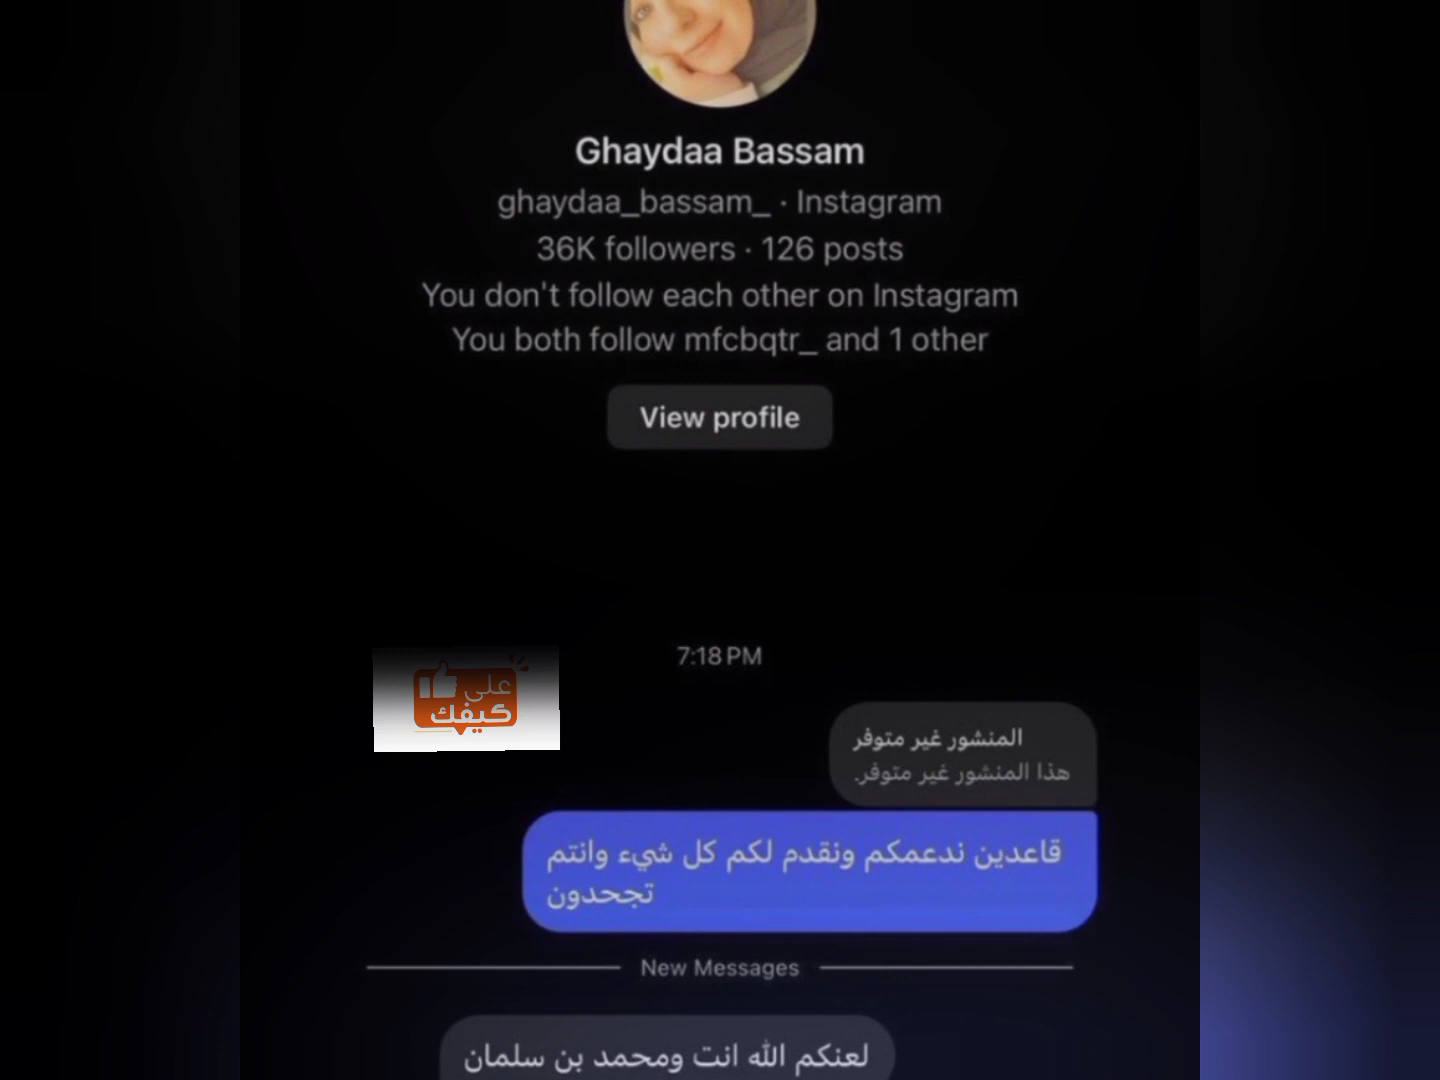 Ghaydaa Bassam
ghaydaa_bassam_ · Instagram
36K followers · 126 posts
You don't follow each other on Instagram
You both follow mfcbqtr_ and 1 other
View profile
7:18 PM
على
كيفك
المنشور غير متوفر
هذا المنشور غير متوفر.
قاعدين ندعمكم ونقدم لكم كل شيء وانتم
تجحدون
New Messages
لعنكم الله انت ومحمد بن سلمان